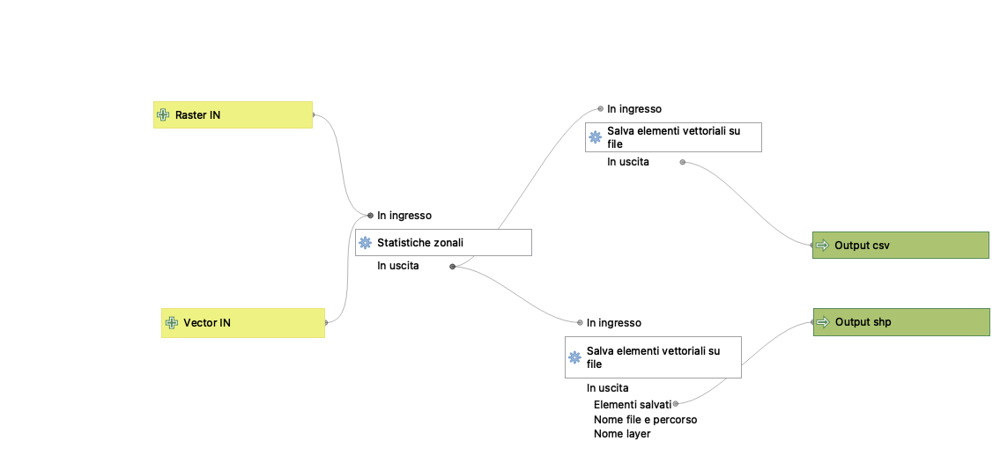 Raster IN
Vector IN
In ingresso
Statistiche zonali
In uscita
In ingresso
Salva elementi vettoriali su
file
In uscita
In ingresso
Salva elementi vettoriali su
file
In uscita
Elementi salvati
Nome file e percorso
Nome layer
Output csv
Output shp